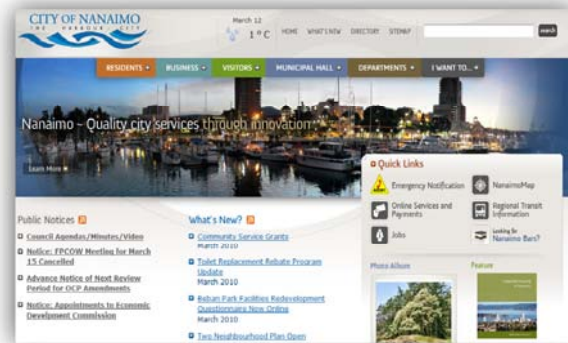 CITY OF NANAIMO
THE HARBOUR CITY
March 12
1° C
HOME WHAT'S NEW DIRECTORY SITEMAP
search
RESIDENTS BUSINESS VISITORS MUNICIPAL HALL DEPARTMENTS I WANT TO...
Nanaimo ~ Quality city services through innovation
Learn More
Quick Links
Emergency Notification
NanaimoMap
Online Services and Payments
Regional Transit Information
Jobs
Looking for
Nanaimo Bars?
Public Notices
Council Agendas/Minutes/Video
Notice: FPCOW Meeting for March
15 Cancelled
Advance Notice of Next Review
Period for OCP Amendments
Notice: Appointments to Economic
Develpment Commission
What's New?
Community Service Grants
March 2010
Toilet Replacement Rebate Program
Update
March 2010
Beban Park Facilities Redevelopment
Questionnaire Now Online
March 2010
Two Neighbourhood Plan Open
Photo Album
Feature